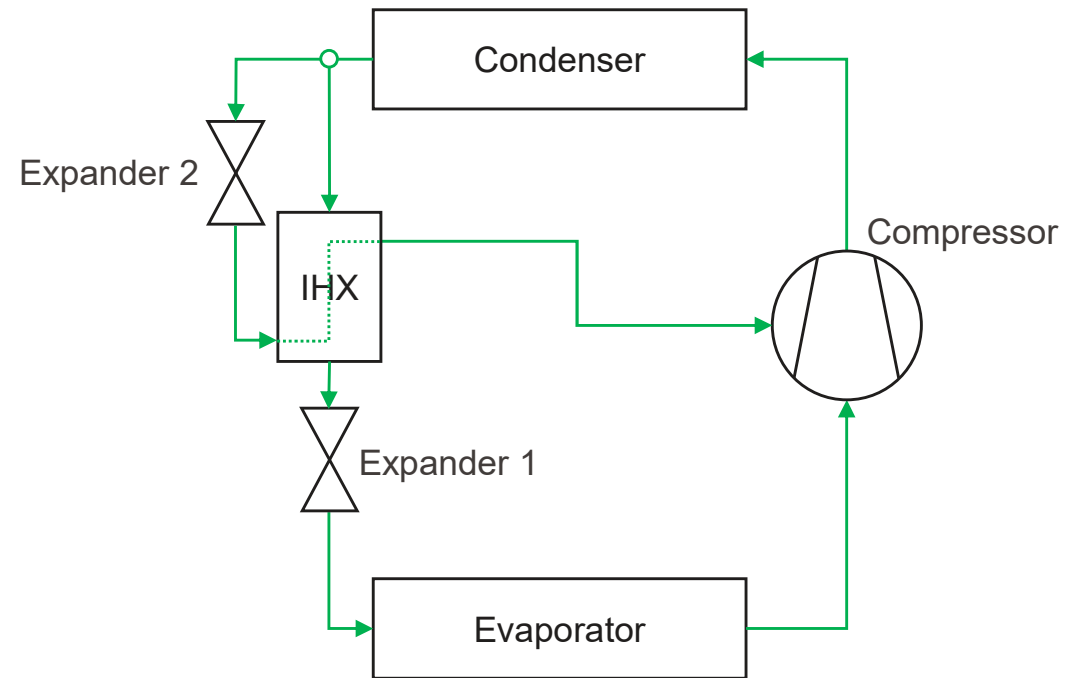 Condenser
Expander 2
Compressor
IHX
Expander 1
Evaporator